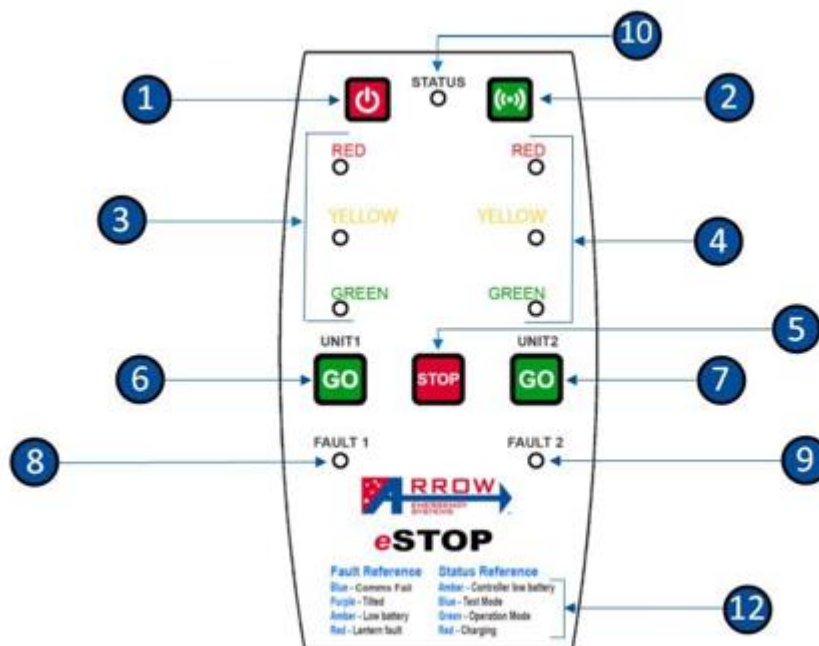 10
STATUS
1
2
RED RED
3
YELLOW YELLOW
4
GREEN GREEN
5
UNIT1 UNIT2
6
GO STOP GO
7
FAULT 1 FAULT 2
8
9
ARROW
EMERGENCY
SYSTEMS
eSTOP
Fault Reference Status Reference
Blue - Comms Fail Amber - Controller low battery
Purple - Tilted Blue - Test Mode
Amber - Low battery Green - Operation Mode
Red - Lantern fault Red - Charging
12